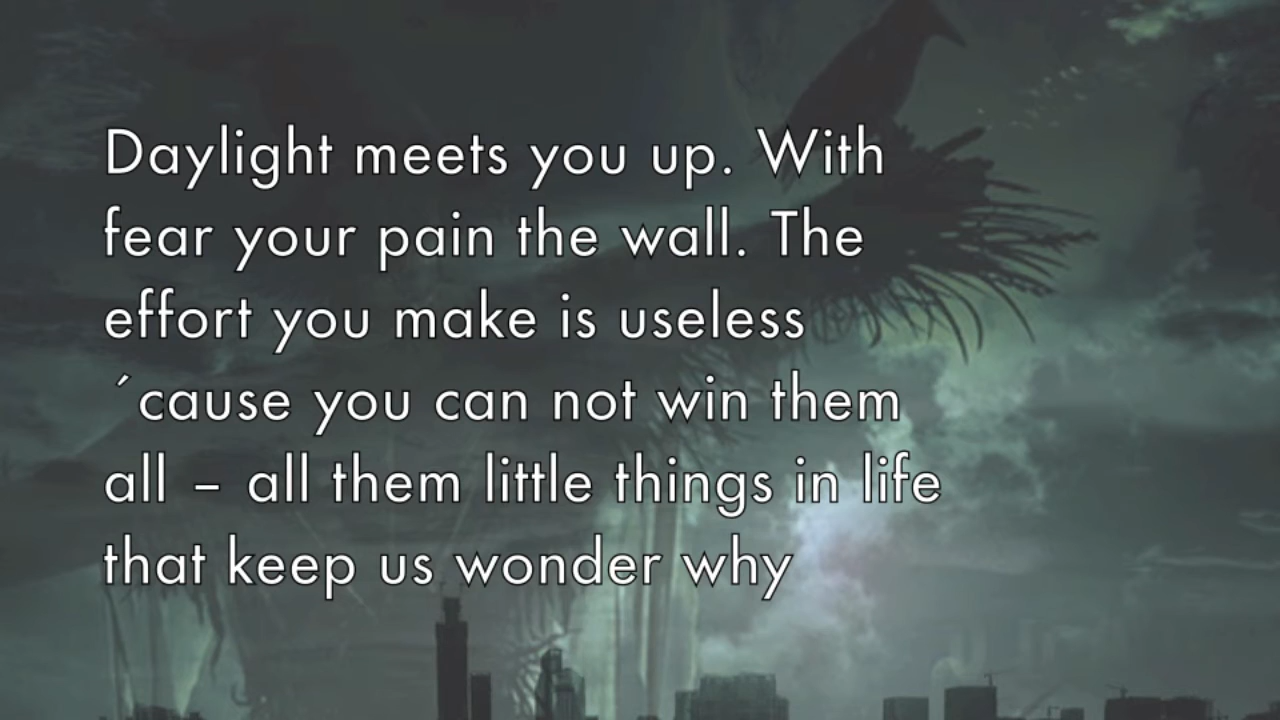 Daylight meets you up. With
fear your pain the wall. The
effort you make is useless
´cause you can not win them
all – all them little things in life
that keep us wonder why